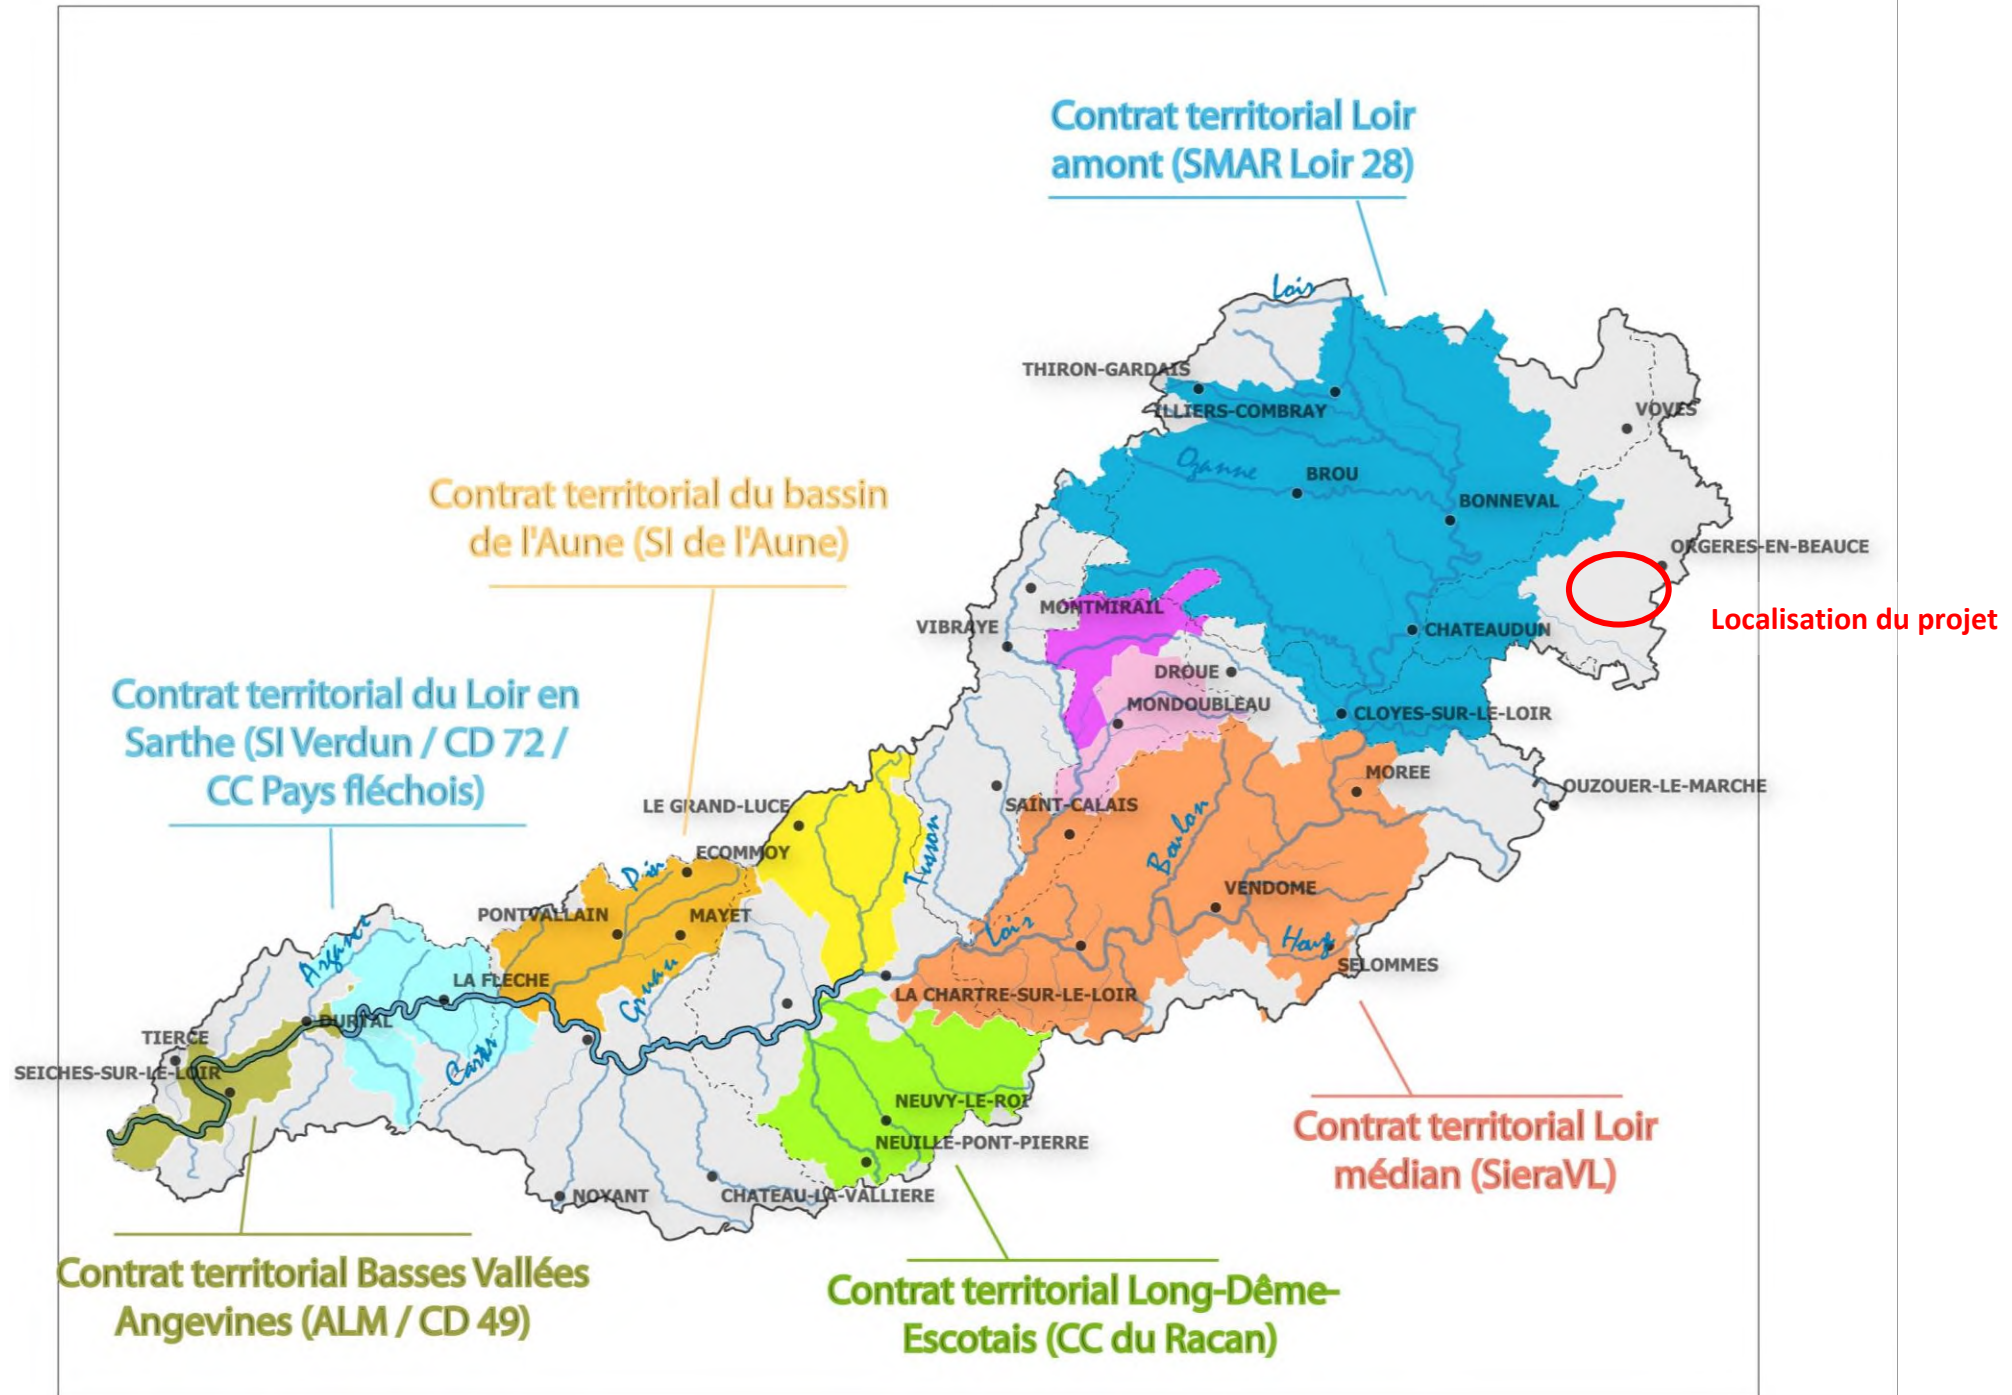 Contrat territorial Loir
amont (SMAR Loir 28)
Loir
THIRON-GARDAIS
ILLIERS-COMBRAY
VOVES
Ozanne
BROU
BONNEVAL
Contrat territorial du bassin
de l'Aune (SI de l'Aune)
ORGERES-EN-BEAUCE
Localisation du projet
MONTMIRAIL
VIBRAYE
CHATEAUDUN
DROUE
MONDOUBLEAU
CLOYES-SUR-LE-LOIR
Contrat territorial du Loir en
Sarthe (SI Verdun / CD 72 /
CC Pays fléchois)
MOREE
OUZOUER-LE-MARCHE
LE GRAND-LUCE
SAINT-CALAIS
Boulon
Tusson
ECOMMOY
VENDOME
PONTVALLAIN
MAYET
Loir
Houz
SELOMMES
Argance
LA FLECHE
LA CHARTRE-SUR-LE-LOIR
DURTAL
TIERCE
SEICHES-SUR-LE-LOIR
NEUVY-LE-ROI
NEUILLE-PONT-PIERRE
NOYANT
CHATEAU-LA-VALLIERE
Contrat territorial Loir
médian (SieraVL)
Contrat territorial Basses Vallées
Angevines (ALM / CD 49)
Contrat territorial Long-Dême-
Escotais (CC du Racan)